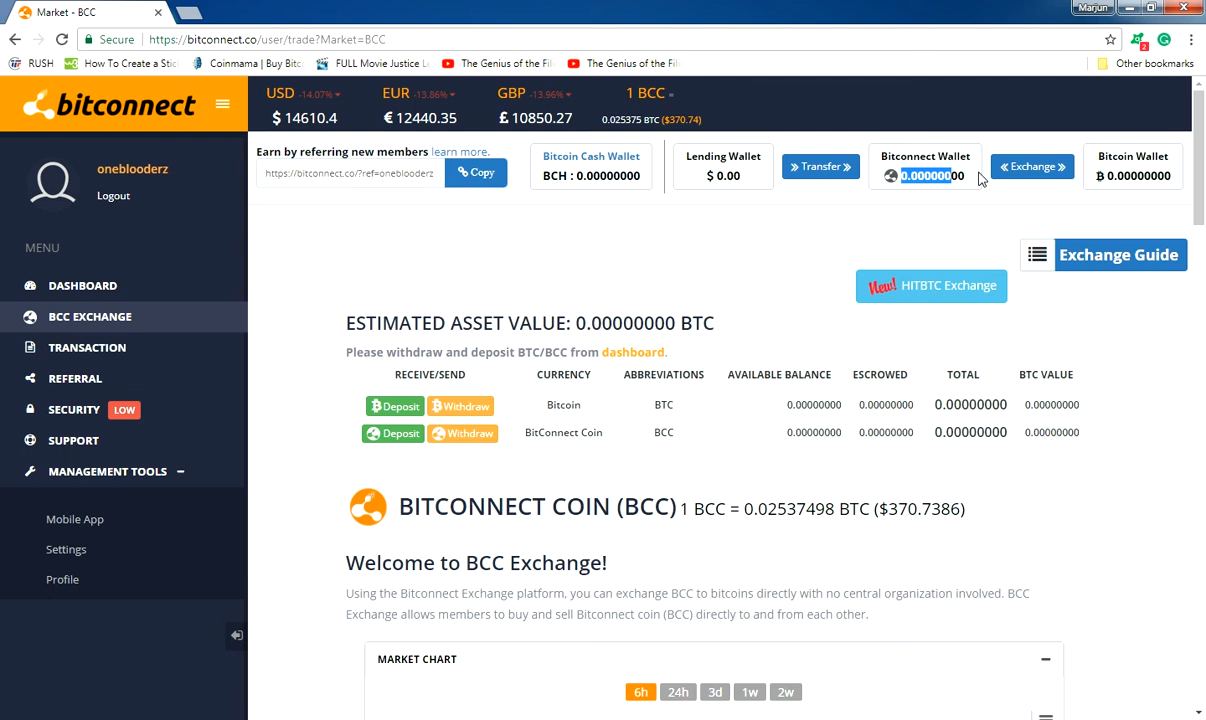 Market - BCC
Marjun
Secure
https://bitconnect.co/user/trade?Market=BCC
2
RUSH
How To Create a Stic
Coinmama | Buy Bitc
FULL Movie Justice L
The Genius of the Fil
The Genius of the Fil
Other bookmarks
bitconnect
USD -14.07%
$ 14610.4
EUR -13.86%
€ 12440.35
GBP -13.96%
£ 10850.27
1 BCC =
0.025375 BTC ($370.74)
oneblooderz
Logout
Earn by referring new members learn more.
https://bitconnect.co/?ref=oneblooderz
Copy
Bitcoin Cash Wallet
BCH : 0.00000000
Lending Wallet
$ 0.00
Transfer
Bitconnect Wallet
0.00000000
Exchange
Bitcoin Wallet
0.00000000
MENU
DASHBOARD
BCC EXCHANGE
TRANSACTION
REFERRAL
SECURITY LOW
SUPPORT
MANAGEMENT TOOLS
Mobile App
Settings
Profile
Exchange Guide
New! HITBTC Exchange
ESTIMATED ASSET VALUE: 0.00000000 BTC
Please withdraw and deposit BTC/BCC from dashboard.
RECEIVE/SEND CURRENCY ABBREVIATIONS AVAILABLE BALANCE ESCROWED TOTAL BTC VALUE
Deposit Withdraw Bitcoin BTC 0.00000000 0.00000000 0.00000000 0.00000000
Deposit Withdraw BitConnect Coin BCC 0.00000000 0.00000000 0.00000000 0.00000000
BITCONNECT COIN (BCC) 1 BCC = 0.02537498 BTC ($370.7386)
Welcome to BCC Exchange!
Using the Bitconnect Exchange platform, you can exchange BCC to bitcoins directly with no central organization involved. BCC
Exchange allows members to buy and sell Bitconnect coin (BCC) directly to and from each other.
MARKET CHART
6h 24h 3d 1w 2w